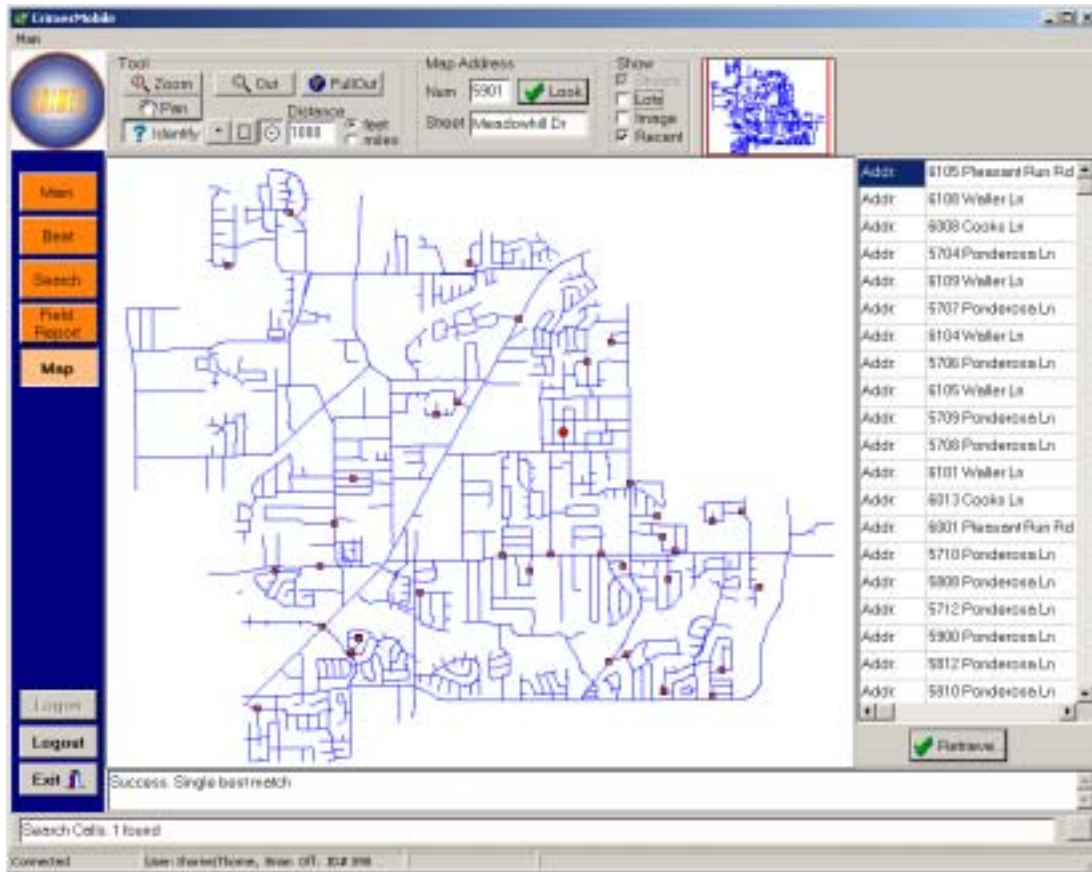 CrimesMobile
Main
Tool
Zoom
Out
FullOut
Pan
Identify
Distance
1000
feet
miles
Map Address
Num 5901 Look
Street Meadowhill Dr
Show
Streets
Lots
Image
Recent
Main
Beat
Search
Field
Report
Map
Login
Logout
Exit
Addr 6105 Pleasant Run Rd
Addr 6108 Waller Ln
Addr 6008 Cooks Ln
Addr 5704 Ponderosa Ln
Addr 6109 Waller Ln
Addr 5707 Ponderosa Ln
Addr 6104 Waller Ln
Addr 5706 Ponderosa Ln
Addr 6105 Waller Ln
Addr 5709 Ponderosa Ln
Addr 5708 Ponderosa Ln
Addr 6101 Waller Ln
Addr 6013 Cooks Ln
Addr 6001 Pleasant Run Rd
Addr 5710 Ponderosa Ln
Addr 5808 Ponderosa Ln
Addr 5712 Ponderosa Ln
Addr 5900 Ponderosa Ln
Addr 5812 Ponderosa Ln
Addr 5810 Ponderosa Ln
Retrieve
Success. Single best match
Search Calls: 1 found
Connected
User: